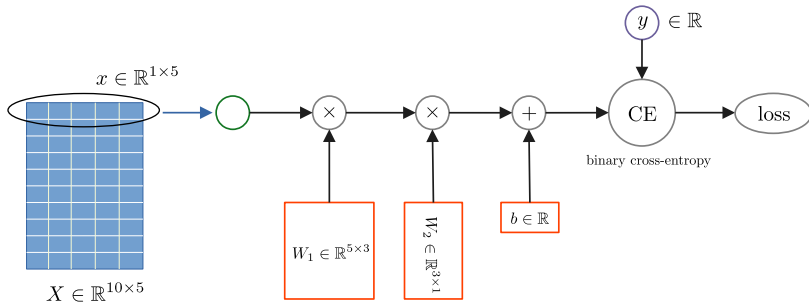 y ∈ ℝ
x ∈ ℝ^{1×5}
× × + CE loss
binary cross-entropy
W_1 ∈ ℝ^{5×3}
W_2 ∈ ℝ^{3×1}
b ∈ ℝ
X ∈ ℝ^{10×5}